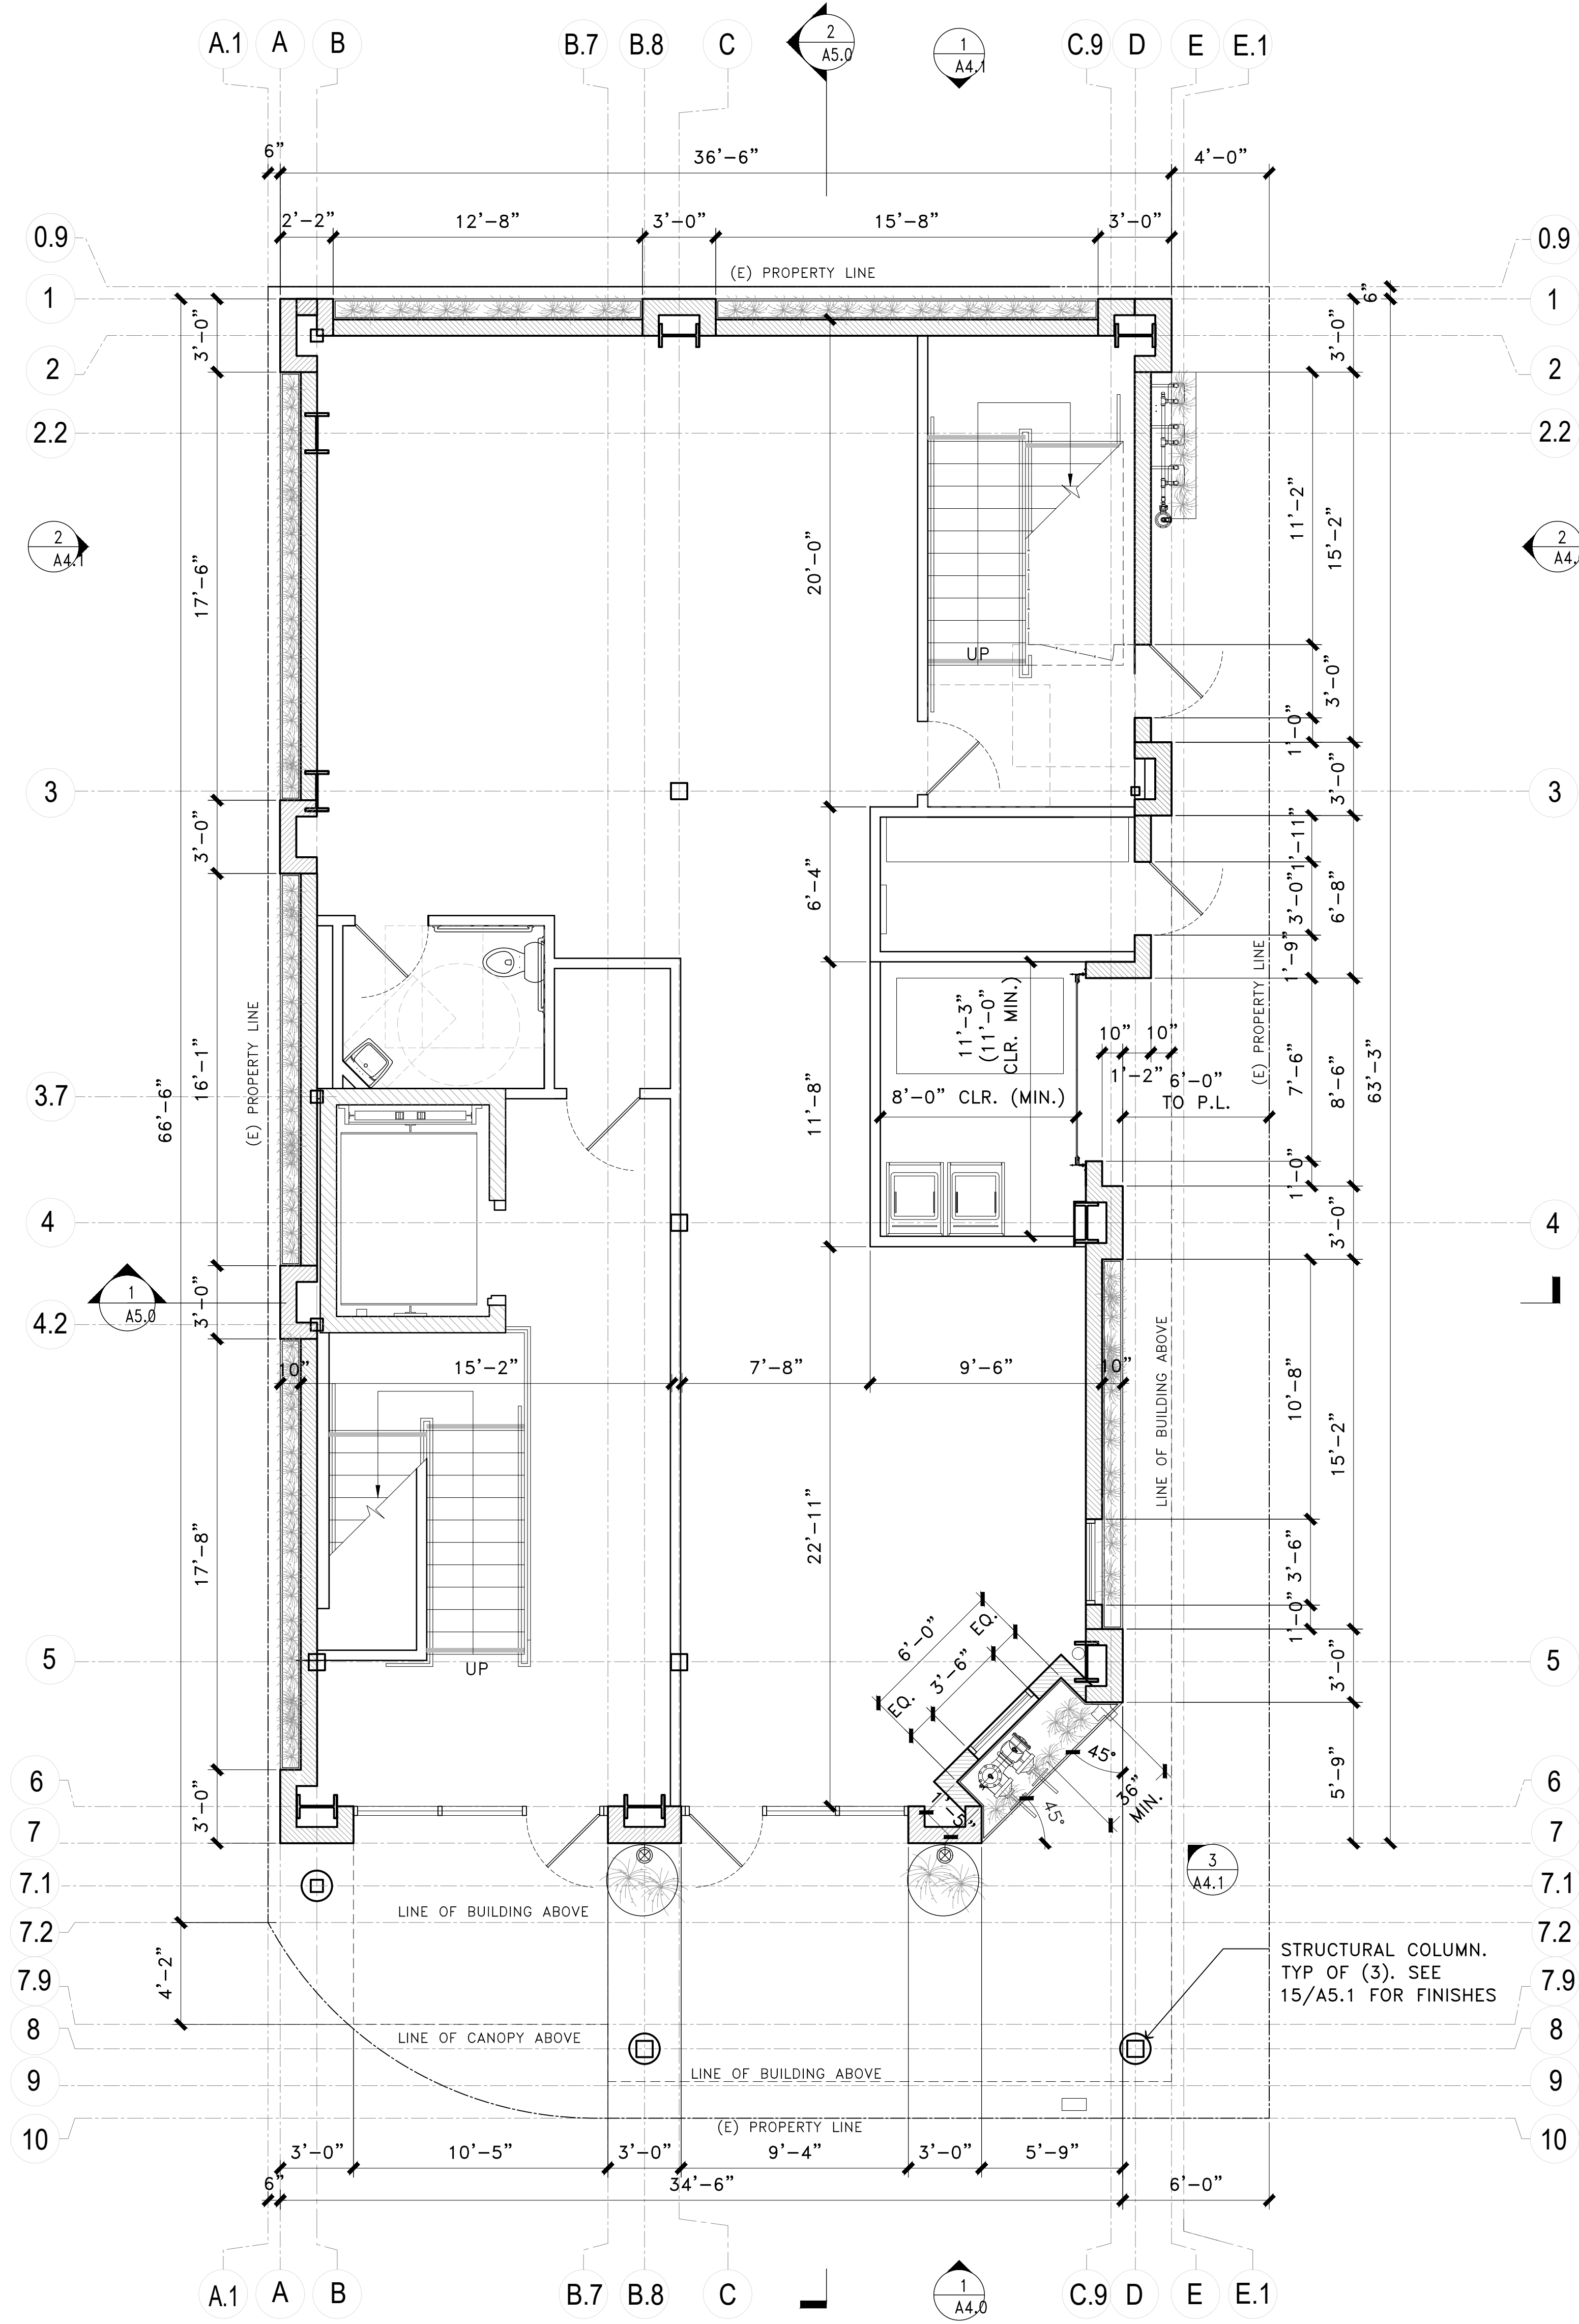 A.1 A B B.7 B.8 C C.9 D E E.1
2
A5.0
1
A4.1
6” 36’–6” 4’–0”
2’–2” 12’–8” 3’–0” 15’–8” 3’–0”
(E) PROPERTY LINE
0.9
0.9
1
1
2
2
2.2
2.2
6”
3’–0”
3’–0”
2
A4.1
2
A4.
17’–6”
20’–0”
11’–2”
15’–2”
UP
3’–0”
1’–0”
3’–0”
3
3
3’–0”
6’–4”
1’–11”
3’–0”
6’–8”
1’–9”
(E) PROPERTY LINE
(E) PROPERTY LINE
66’–6”
16’–1”
11’–8”
11’–3”
(11’–0”
CLR. MIN.)
8’–0” CLR. (MIN.)
10” 10”
1’–2”
6’–0”
TO P.L.
7’–6”
8’–6”
63’–3”
3.7
1’–0”
3’–0”
4
4
1
A5.0
4.2
3’–0”
10” 15’–2” 7’–8” 9’–6” 10”
LINE OF BUILDING ABOVE
10’–8”
15’–2”
17’–8”
22’–11”
3’–6”
1’–0”
UP
5
5
6’–0”
EQ.
3’–6”
EQ.
3’–0”
45°
36”
MIN.
45°
1’–5”
5’–9”
3’–0”
6
6
7
7
3
A4.1
7.1
7.1
LINE OF BUILDING ABOVE
7.2
7.2
4’–2”
STRUCTURAL COLUMN.
TYP OF (3). SEE
15/A5.1 FOR FINISHES
7.9
7.9
8
8
LINE OF CANOPY ABOVE
LINE OF BUILDING ABOVE
9
9
(E) PROPERTY LINE
10
10
3’–0” 10’–5” 3’–0” 9’–4” 3’–0” 5’–9”
6” 34’–6” 6’–0”
A.1 A B B.7 B.8 C C.9 D E E.1
1
A4.0